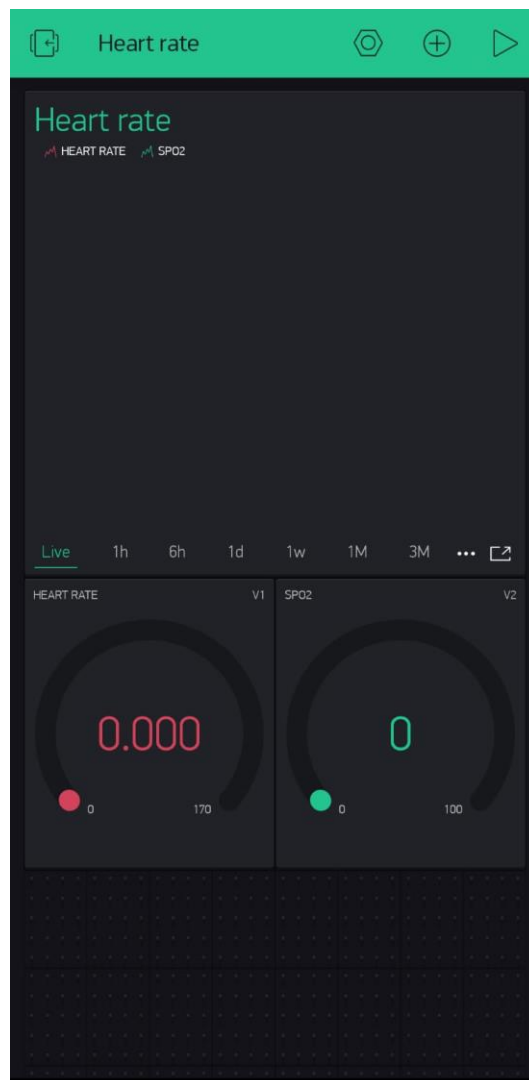 Heart rate
Heart rate
HEART RATE SPO2
Live 1h 6h 1d 1w 1M 3M ...
HEART RATE V1
SPO2 V2
0.000
0
0 170
0 100